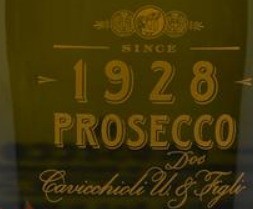 SINCE
1928
PROSECCO
Doc
Cavicchioli U. & Figli